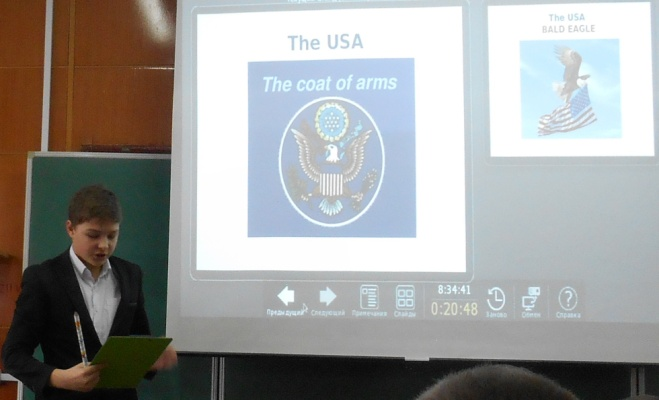 The USA
The coat of arms
The USA
BALD EAGLE
Предыдущий
Следующий
Примечания
Слайды
8:34:41
0:20:48
Заново
Обмен
Справка